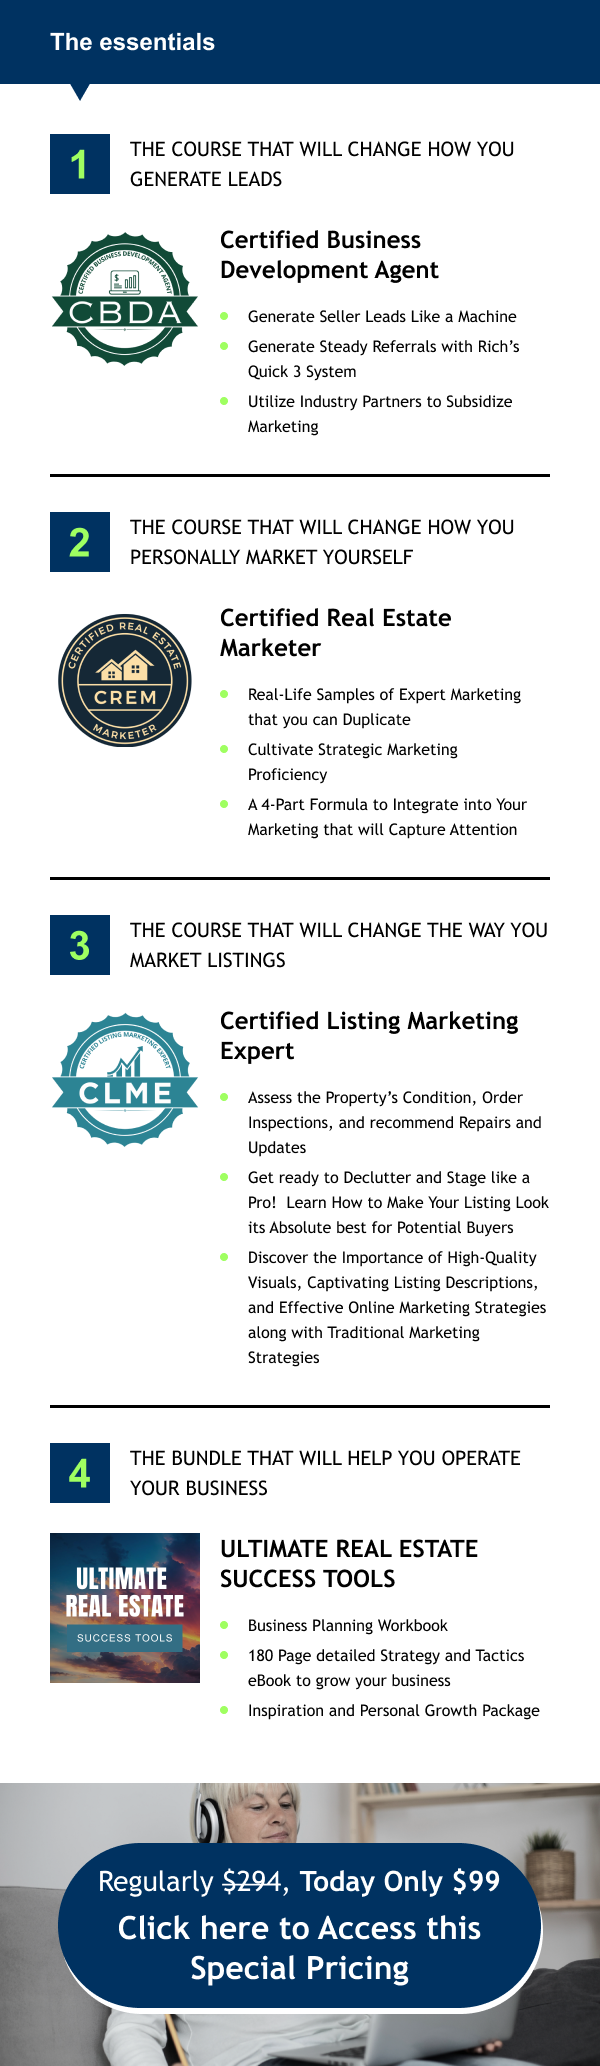 The essentials
1
THE COURSE THAT WILL CHANGE HOW YOU
GENERATE LEADS
CERTIFIED BUSINESS DEVELOPMENT AGENT
$
CBDA
Certified Business
Development Agent
Generate Seller Leads Like a Machine
Generate Steady Referrals with Rich’s
Quick 3 System
Utilize Industry Partners to Subsidize
Marketing
2
THE COURSE THAT WILL CHANGE HOW YOU
PERSONALLY MARKET YOURSELF
CERTIFIED REAL ESTATE
CREM
MARKETER
Certified Real Estate
Marketer
Real-Life Samples of Expert Marketing
that you can Duplicate
Cultivate Strategic Marketing
Proficiency
A 4-Part Formula to Integrate into Your
Marketing that will Capture Attention
3
THE COURSE THAT WILL CHANGE THE WAY YOU
MARKET LISTINGS
CERTIFIED LISTING MARKETING EXPERT
CLME
Certified Listing Marketing
Expert
Assess the Property’s Condition, Order
Inspections, and recommend Repairs and
Updates
Get ready to Declutter and Stage like a
Pro!  Learn How to Make Your Listing Look
its Absolute best for Potential Buyers
Discover the Importance of High-Quality
Visuals, Captivating Listing Descriptions,
and Effective Online Marketing Strategies
along with Traditional Marketing
Strategies
4
THE BUNDLE THAT WILL HELP YOU OPERATE
YOUR BUSINESS
ULTIMATE
REAL ESTATE
SUCCESS TOOLS
ULTIMATE REAL ESTATE
SUCCESS TOOLS
Business Planning Workbook
180 Page detailed Strategy and Tactics
eBook to grow your business
Inspiration and Personal Growth Package
Regularly $294, Today Only $99
Click here to Access this
Special Pricing